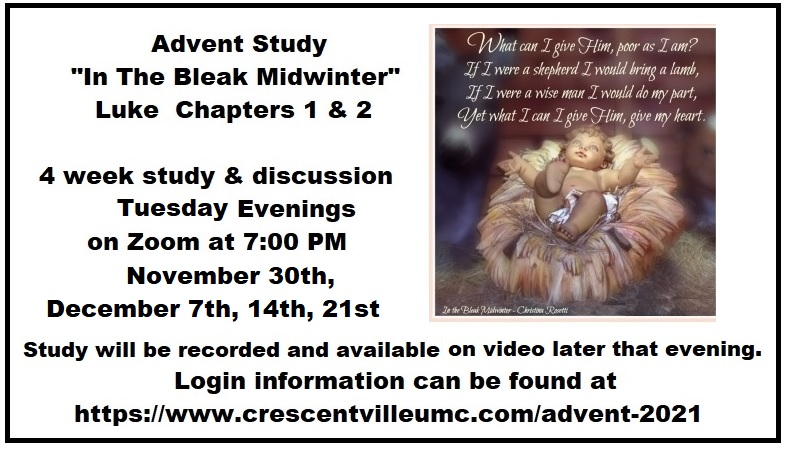 Advent Study
"In The Bleak Midwinter"
Luke Chapters 1 & 2
4 week study & discussion
Tuesday Evenings
on Zoom at 7:00 PM
November 30th,
December 7th, 14th, 21st
What can I give Him, poor as I am?
If I were a shepherd I would bring a lamb,
If I were a wise man I would do my part,
Yet what I can I give Him, give my heart.
In the Bleak Midwinter - Christina Rosetti
Study will be recorded and available on video later that evening.
Login information can be found at
https://www.crescentvilleumc.com/advent-2021